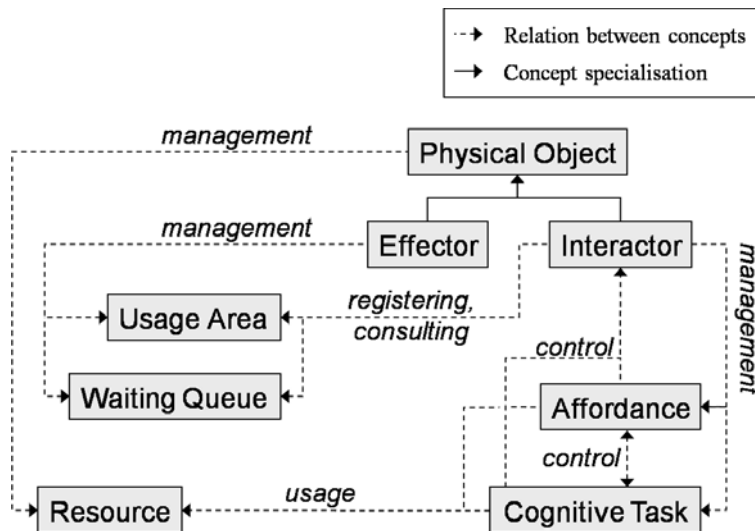 Relation between concepts
Concept specialisation
management
Physical Object
management
Effector
Interactor
management
registering,
consulting
Usage Area
control
Waiting Queue
Affordance
control
usage
Resource
Cognitive Task